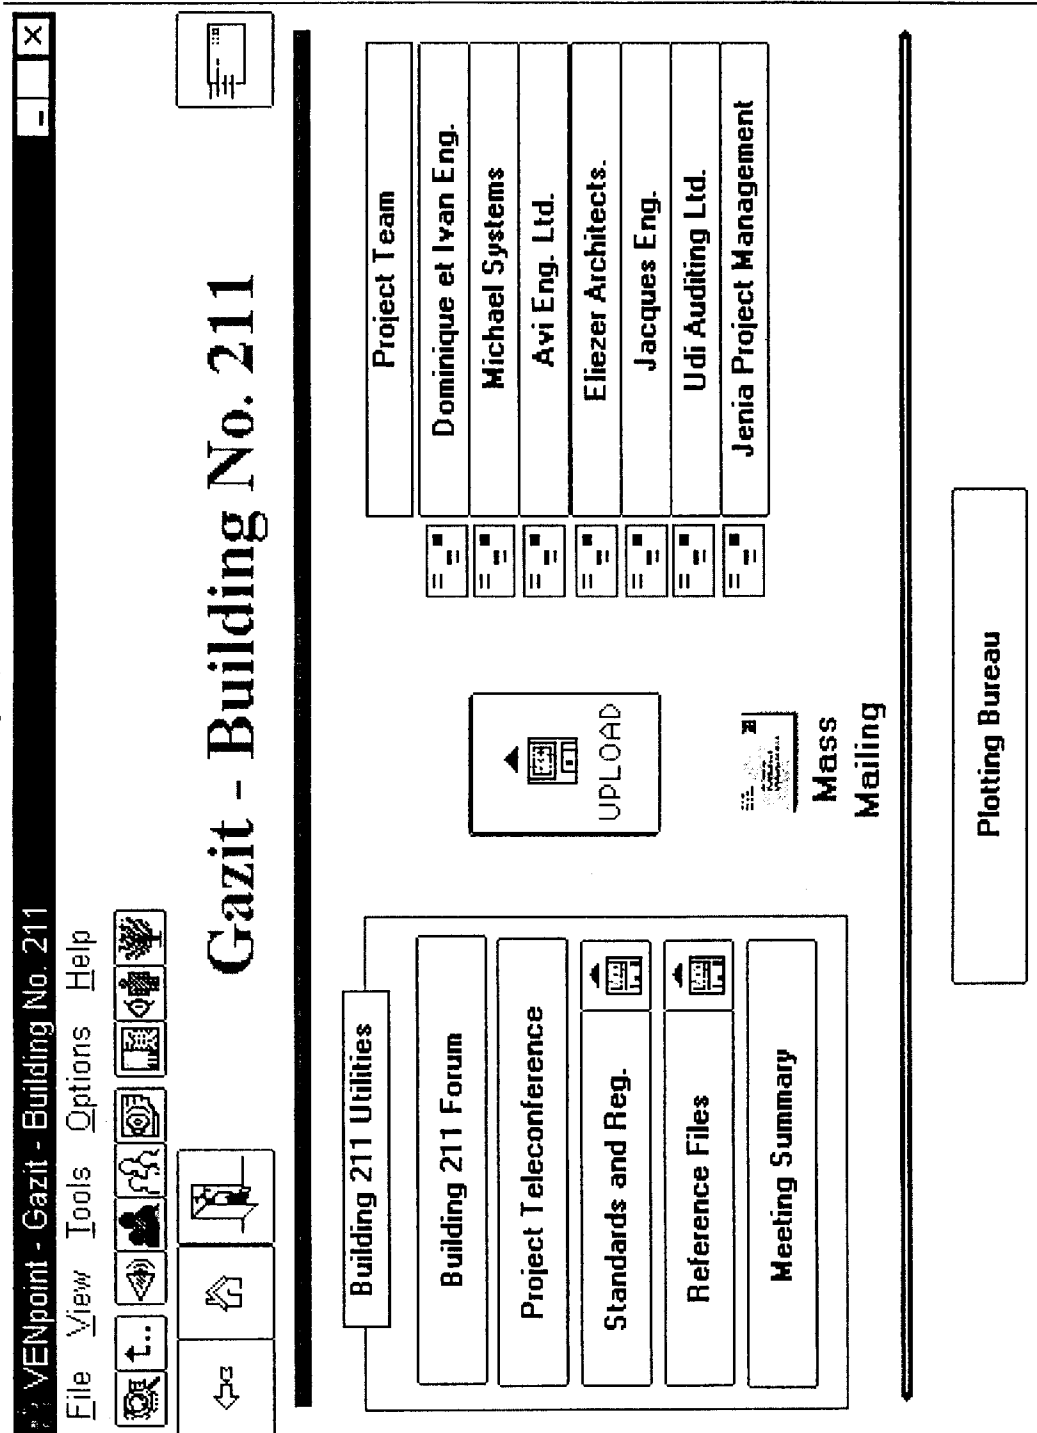 VENpoint - Gazit - Building No. 211
File View Tools Options Help
Gazit - Building No. 211
Building 211 Utilities
Building 211 Forum
Project Teleconference
Standards and Reg.
Reference Files
Meeting Summary
UPLOAD
Mass
Mailing
Project Team
Dominique et Ivan Eng.
Michael Systems
Avi Eng. Ltd.
Eliezer Architects.
Jacques Eng.
Udi Auditing Ltd.
Jenia Project Management
Plotting Bureau